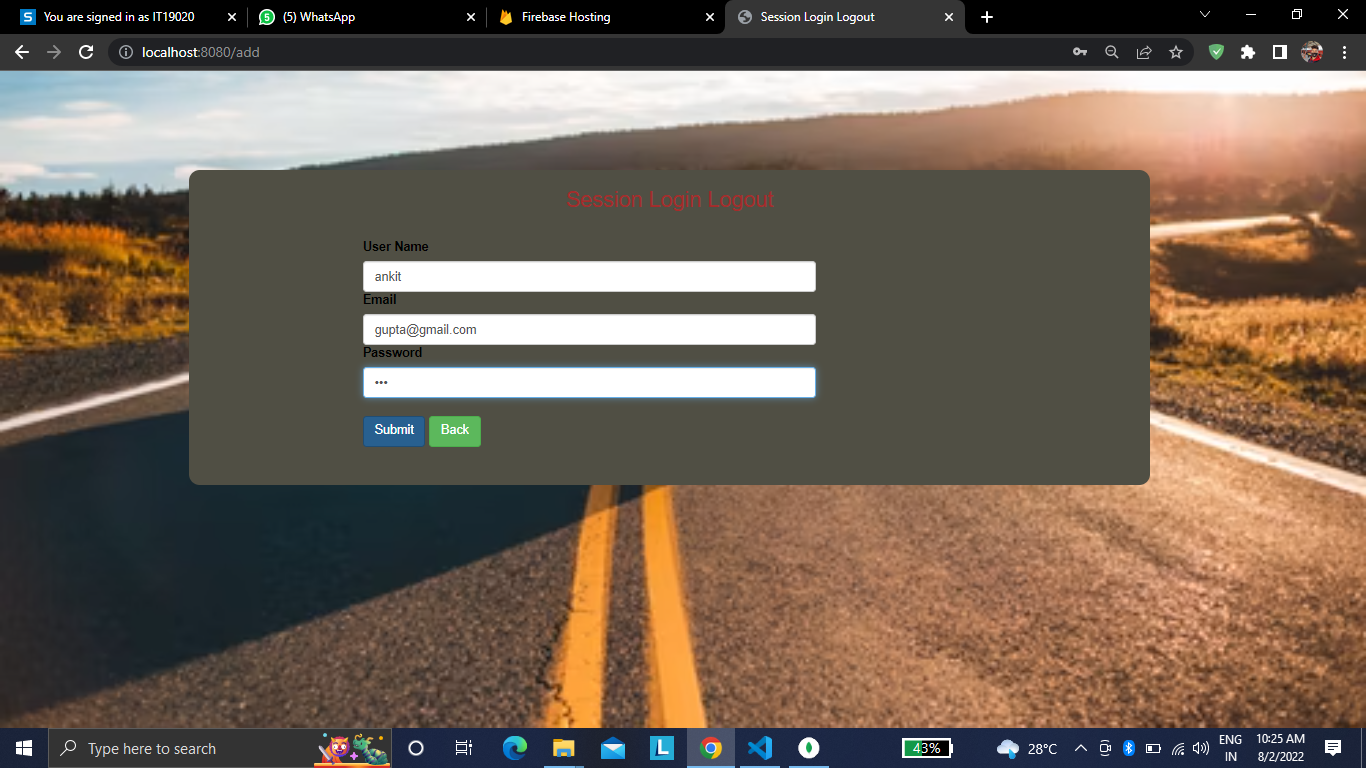 You are signed in as IT19020
(5) WhatsApp
Firebase Hosting
Session Login Logout
localhost:8080/add
Session Login Logout
User Name
ankit
Email
gupta@gmail.com
Password
•••
Submit Back
Type here to search
43%
28°C
ENG
IN
10:25 AM
8/2/2022